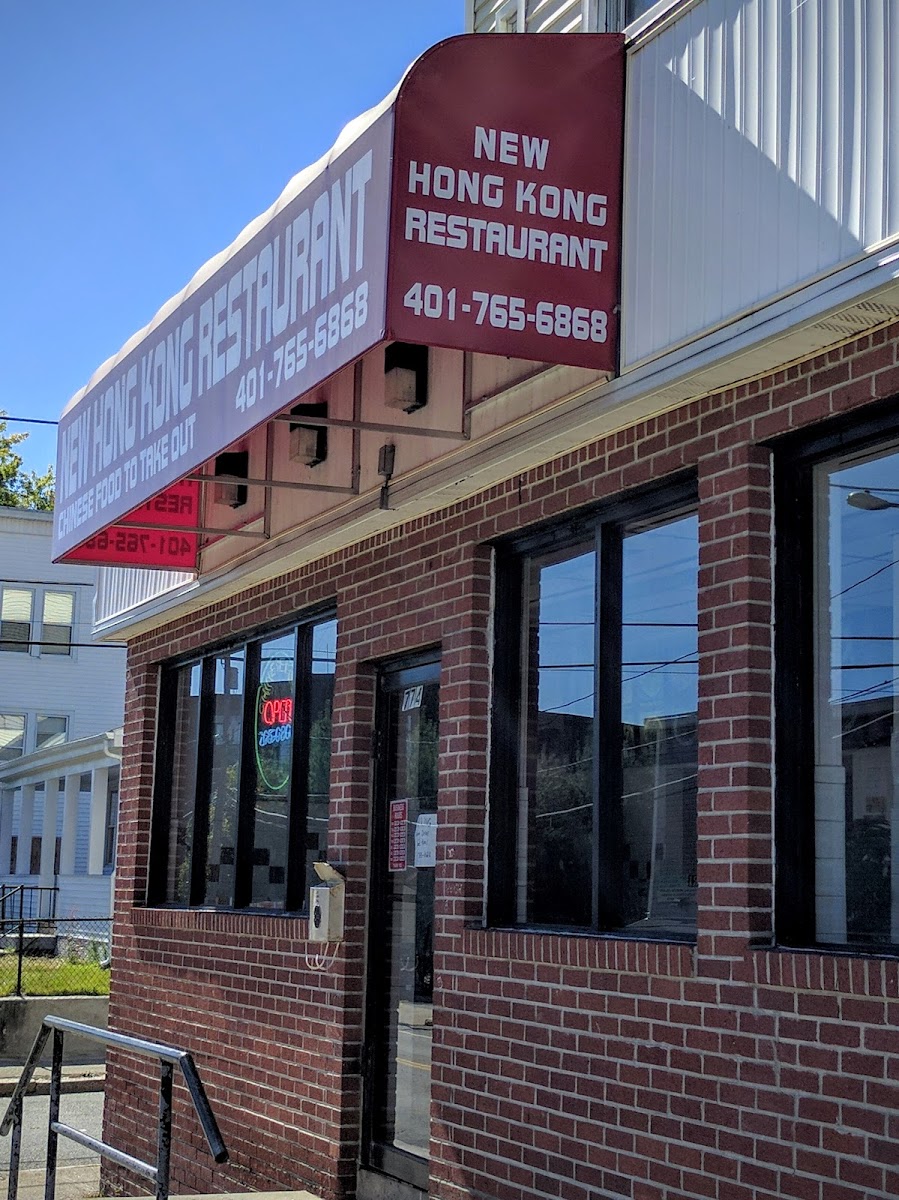 NEW
HONG KONG
RESTAURANT
401-765-6868
NEW HONG KONG RESTAURANT
401-765-6868
CHINESE FOOD TO TAKE OUT
OPEN
774